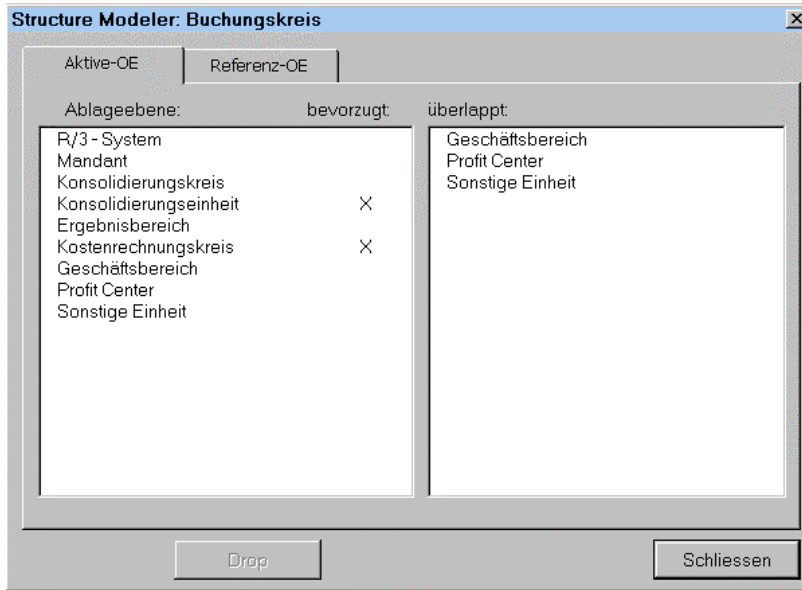 Structure Modeler: Buchungskreis
Aktive-OE
Referenz-OE
Ablageebene: bevorzugt:
R/3 - System
Mandant
Konsolidierungskreis
Konsolidierungseinheit X
Ergebnisbereich
Kostenrechnungskreis X
Geschäftsbereich
Profit Center
Sonstige Einheit
überlappt:
Geschäftsbereich
Profit Center
Sonstige Einheit
Drop
Schliessen